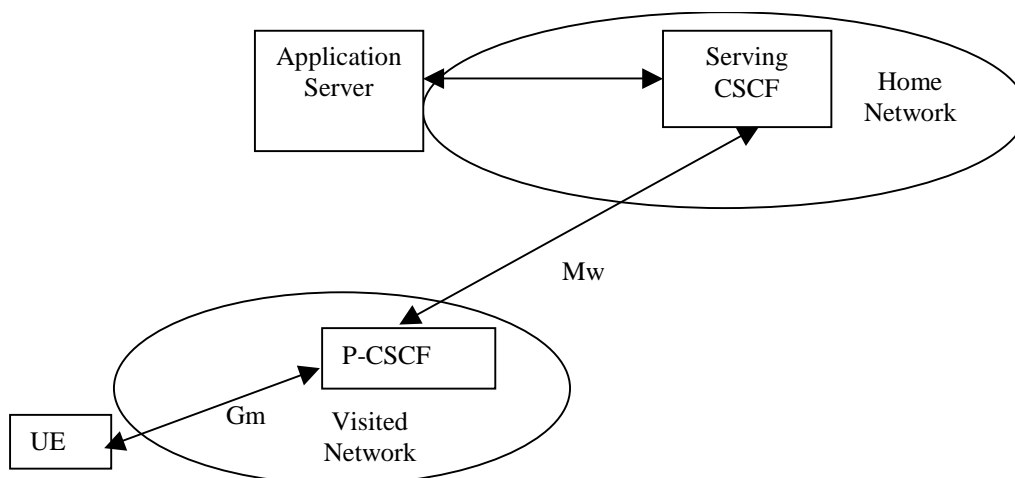 Application
Server
Serving
CSCF
Home
Network
Mw
P-CSCF
Gm
Visited
Network
UE